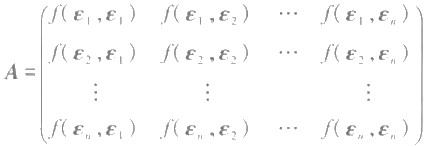 f(ε₁,ε₁) f(ε₁,ε₂) ⋯ f(ε₁,εₙ)
f(ε₂,ε₁) f(ε₂,ε₂) ⋯ f(ε₂,εₙ)
A =
⋮ ⋮ ⋮
f(εₙ,ε₁) f(εₙ,ε₂) ⋯ f(εₙ,εₙ)